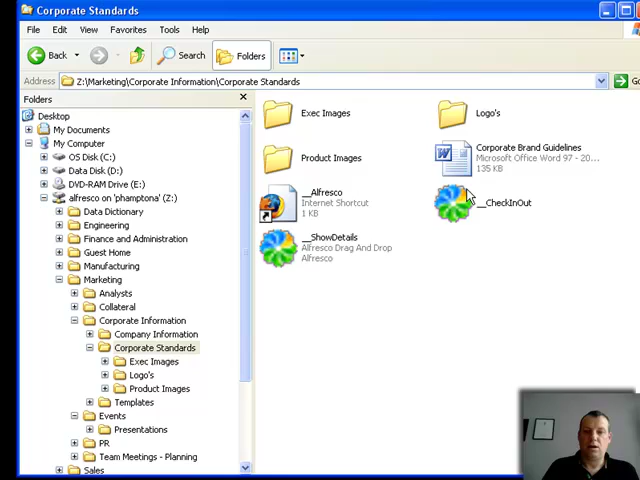 Corporate Standards
File Edit View Favorites Tools Help
Back Search Folders
Address Z:\Marketing\Corporate Information\Corporate Standards
Folders
Desktop
My Documents
My Computer
OS Disk (C:)
Data Disk (D:)
DVD-RAM Drive (E:)
alfresco on 'phamptona' (Z:)
Data Dictionary
Engineering
Finance and Administration
Guest Home
Manufacturing
Marketing
Analysts
Collateral
Corporate Information
Company Information
Corporate Standards
Exec Images
Logo's
Product Images
Templates
Events
Presentations
PR
Team Meetings - Planning
Sales
Exec Images
Logo's
Product Images
Corporate Brand Guidelines
Microsoft Office Word 97 - 20...
135 KB
__Alfresco
Internet Shortcut
1 KB
__CheckInOut
__ShowDetails
Alfresco Drag And Drop
Alfresco